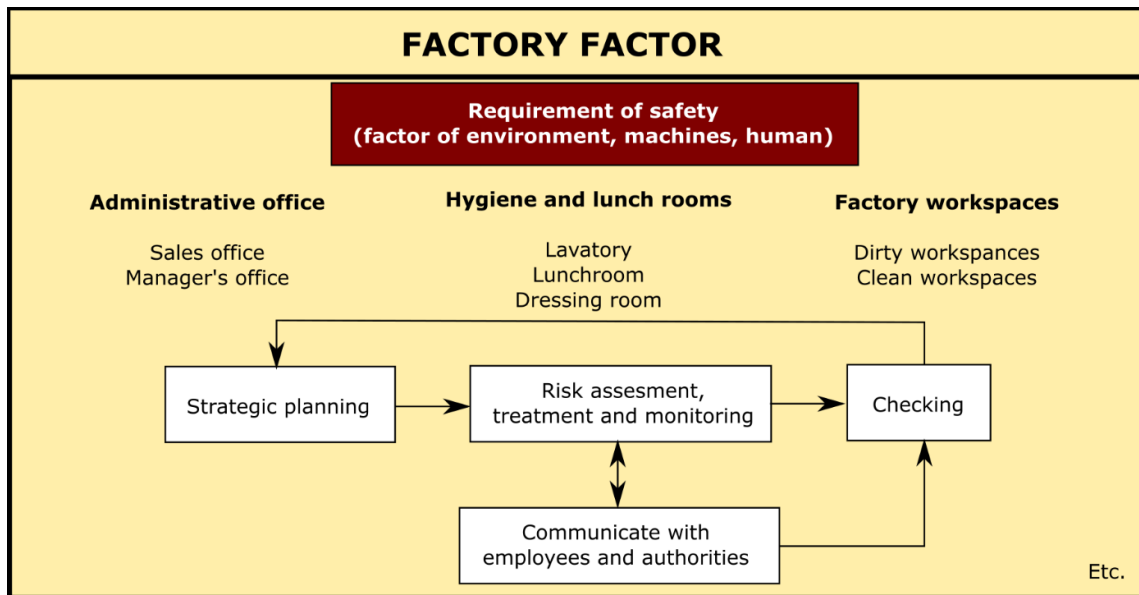 FACTORY FACTOR
Requirement of safety
(factor of environment, machines, human)
Administrative office
Sales office
Manager's office
Hygiene and lunch rooms
Lavatory
Lunchroom
Dressing room
Factory workspaces
Dirty workspances
Clean workspaces
Strategic planning
Risk assesment,
treatment and monitoring
Checking
Communicate with
employees and authorities
Etc.